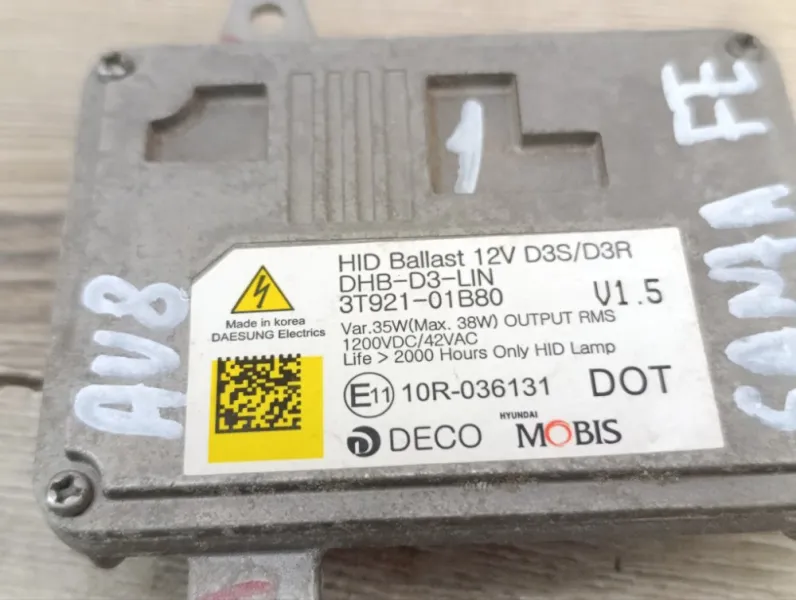 1
AV8
SANTA FE
HID Ballast 12V D3S/D3R
DHB-D3-LIN
3T921-01B80 V1.5
Made in korea
DAESUNG Electrics
Var.35W(Max. 38W) OUTPUT RMS
1200VDC/42VAC
Life > 2000 Hours Only HID Lamp
E11 10R-036131 DOT
DECO HYUNDAI MOBIS